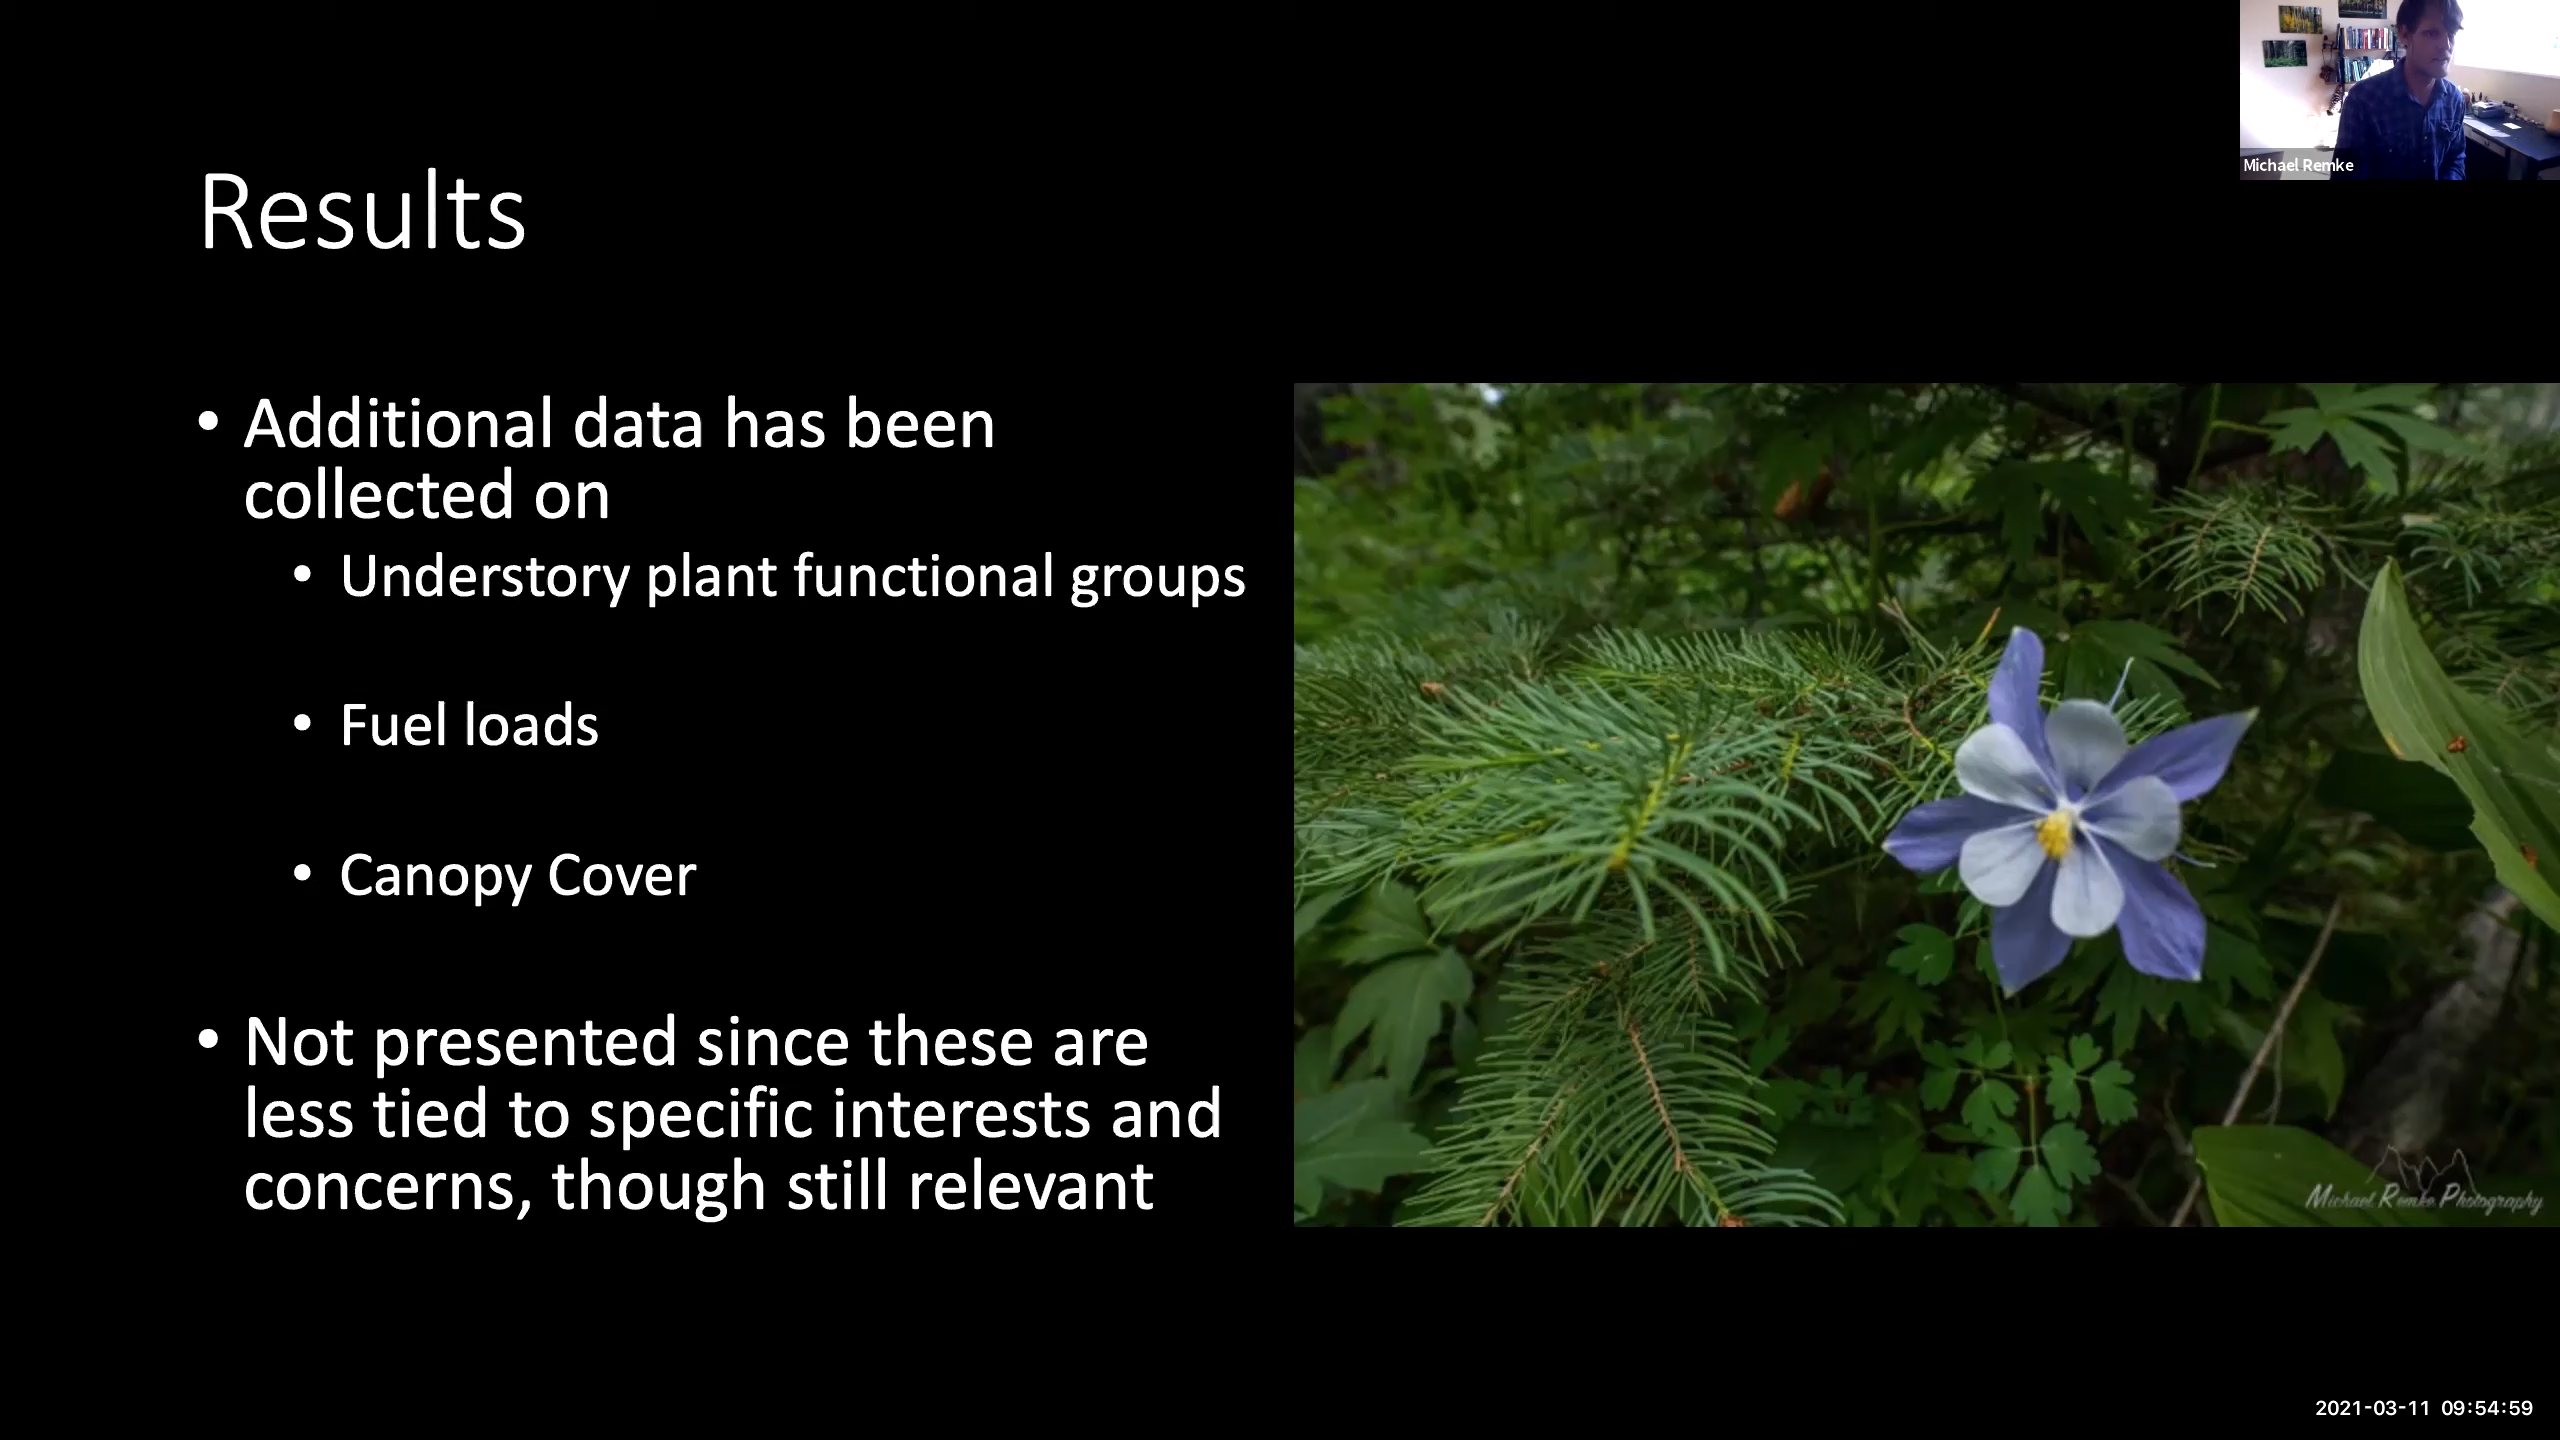 Michael Remke
Results
• Additional data has been
collected on
• Understory plant functional groups
• Fuel loads
• Canopy Cover
• Not presented since these are
less tied to specific interests and
concerns, though still relevant
Michael Remke Photography
2021-03-11 09:54:59